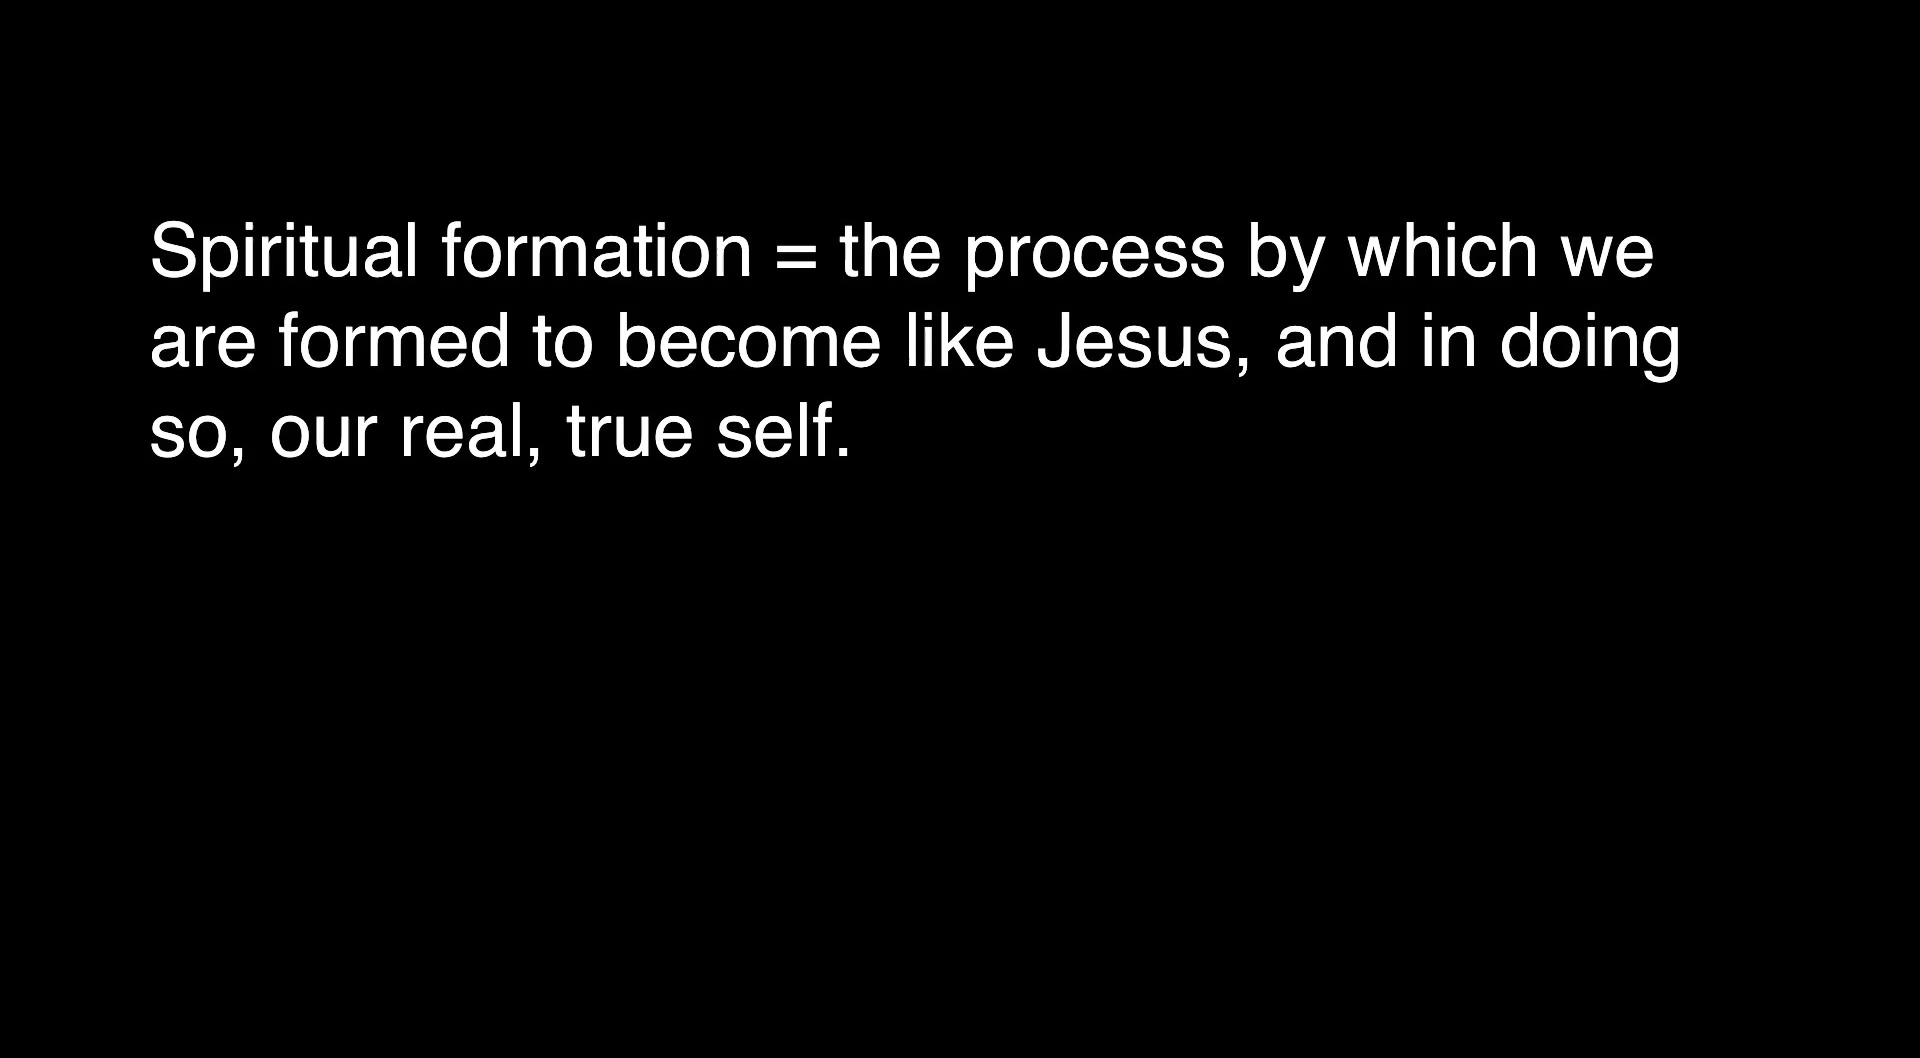 Spiritual formation = the process by which we
are formed to become like Jesus, and in doing
so, our real, true self.